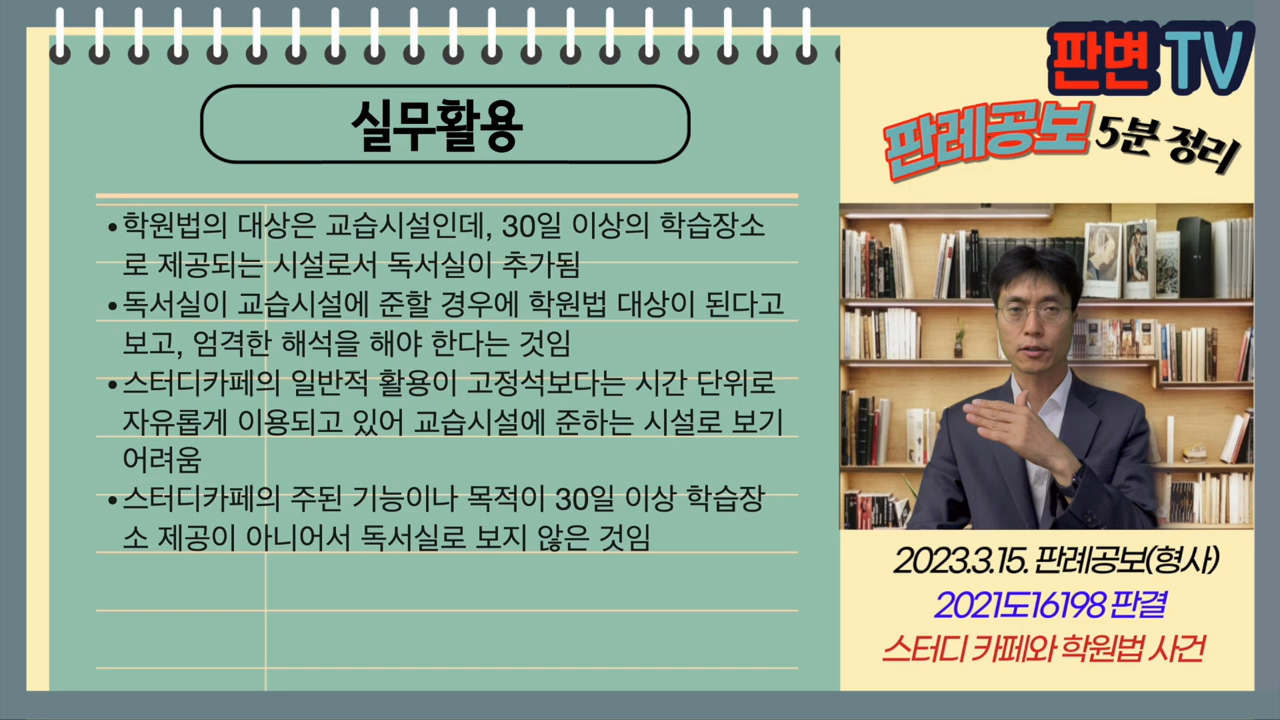 실무활용
•학원법의 대상은 교습시설인데, 30일 이상의 학습장소
로 제공되는 시설로서 독서실이 추가됨
•독서실이 교습시설에 준할 경우에 학원법 대상이 된다고
보고, 엄격한 해석을 해야 한다는 것임
•스터디카페의 일반적 활용이 고정석보다는 시간 단위로
자유롭게 이용되고 있어 교습시설에 준하는 시설로 보기
어려움
•스터디카페의 주된 기능이나 목적이 30일 이상 학습장
소 제공이 아니어서 독서실로 보지 않은 것임
판변 TV
판례공보 5분 정리
2023.3.15. 판례공보(형사)
2021도16198 판결
스터디 카페와 학원법 사건